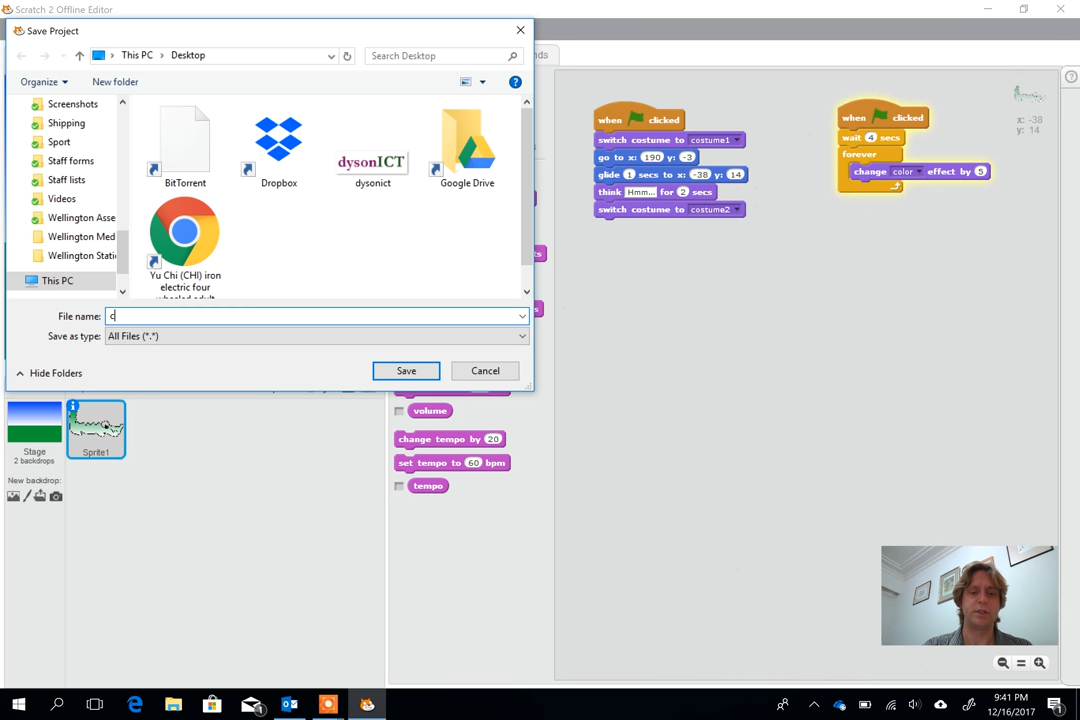 Scratch 2 Offline Editor
Save Project
This PC > Desktop
Search Desktop
Organize
New folder
Screenshots
Shipping
Sport
Staff forms
Staff lists
Videos
Wellington Asse
Wellington Med
Wellington Stati
This PC
BitTorrent
Dropbox
dysonICT
dysonict
Google Drive
Yu Chi (CHI) iron
electric four
File name: c
Save as type: All Files (*.*)
Hide Folders
Save
Cancel
when clicked
switch costume to costume1
go to x: 190 y: -3
glide 1 secs to x: -38 y: 14
think Hmm... for 2 secs
switch costume to costume2
when clicked
wait 4 secs
forever
change color effect by 5
x: -38
y: 14
Stage
2 backdrops
New backdrop:
Sprite1
volume
change tempo by 20
set tempo to 60 bpm
tempo
9:41 PM
12/16/2017